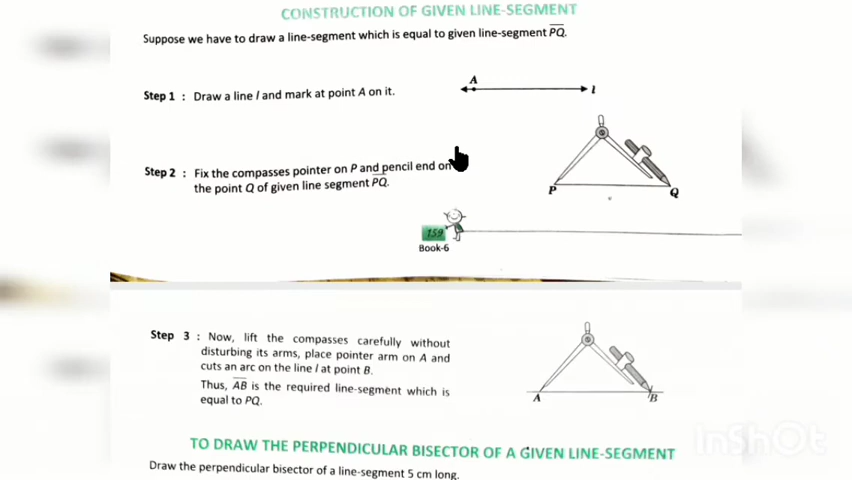 CONSTRUCTION OF GIVEN LINE-SEGMENT
Suppose we have to draw a line-segment which is equal to given line-segment PQ.
Step 1 : Draw a line l and mark at point A on it.
A
l
Step 2 : Fix the compasses pointer on P and pencil end on
the point Q of given line segment PQ.
P
Q
159
Book-6
Step 3 : Now, lift the compasses carefully without
disturbing its arms, place pointer arm on A and
cuts an arc on the line l at point B.
Thus, AB is the required line-segment which is
equal to PQ.
A
B
InShOt
TO DRAW THE PERPENDICULAR BISECTOR OF A GIVEN LINE-SEGMENT
Draw the perpendicular bisector of a line-segment 5 cm long.